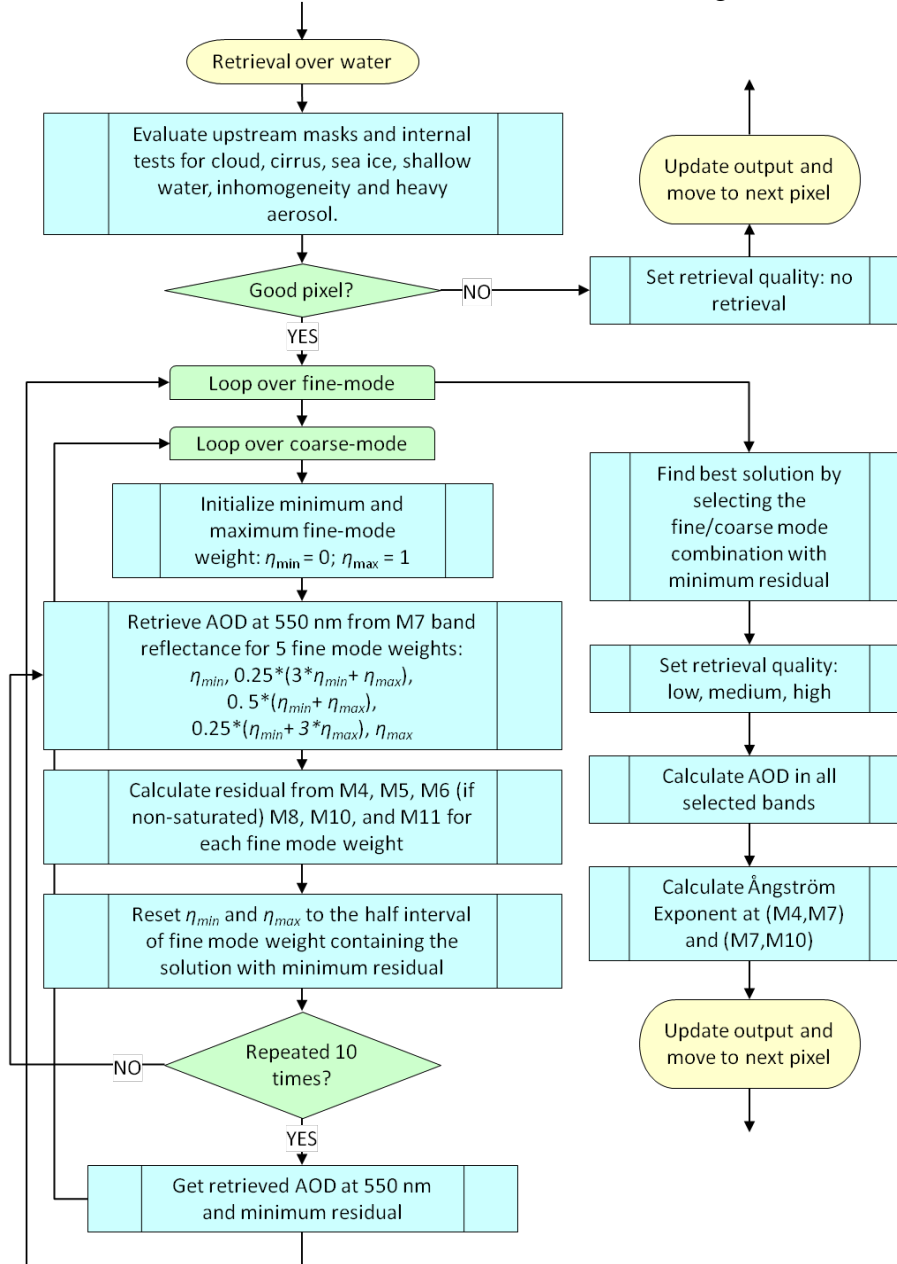 Retrieval over water
Evaluate upstream masks and internal
tests for cloud, cirrus, sea ice, shallow
water, inhomogeneity and heavy
aerosol.
Good pixel?
NO
YES
Set retrieval quality: no
retrieval
Update output and
move to next pixel
Loop over fine-mode
Loop over coarse-mode
Initialize minimum and
maximum fine-mode
weight: ηmin = 0; ηmax = 1
Retrieve AOD at 550 nm from M7 band
reflectance for 5 fine mode weights:
ηmin, 0.25*(3*ηmin+ ηmax),
0. 5*(ηmin+ ηmax),
0.25*(ηmin+ 3*ηmax), ηmax
Calculate residual from M4, M5, M6 (if
non-saturated) M8, M10, and M11 for
each fine mode weight
Reset ηmin and ηmax to the half interval
of fine mode weight containing the
solution with minimum residual
Repeated 10
times?
NO
YES
Get retrieved AOD at 550 nm
and minimum residual
Find best solution by
selecting the
fine/coarse mode
combination with
minimum residual
Set retrieval quality:
low, medium, high
Calculate AOD in all
selected bands
Calculate Ångström
Exponent at (M4,M7)
and (M7,M10)
Update output and
move to next pixel